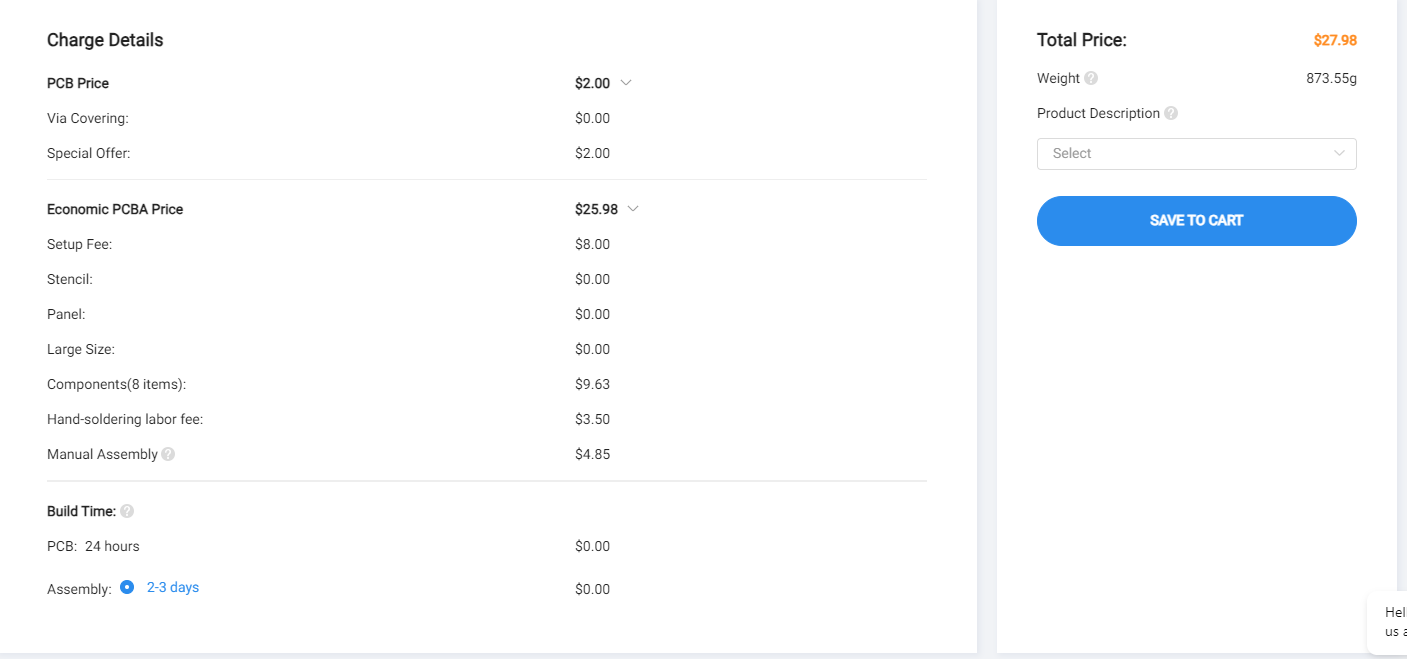 Charge Details
PCB Price $2.00
Via Covering: $0.00
Special Offer: $2.00
Economic PCBA Price $25.98
Setup Fee: $8.00
Stencil: $0.00
Panel: $0.00
Large Size: $0.00
Components(8 items): $9.63
Hand-soldering labor fee: $3.50
Manual Assembly ? $4.85
Build Time: ?
PCB: 24 hours $0.00
Assembly: 2-3 days $0.00
Total Price: $27.98
Weight ? 873.55g
Product Description ?
Select
SAVE TO CART
us